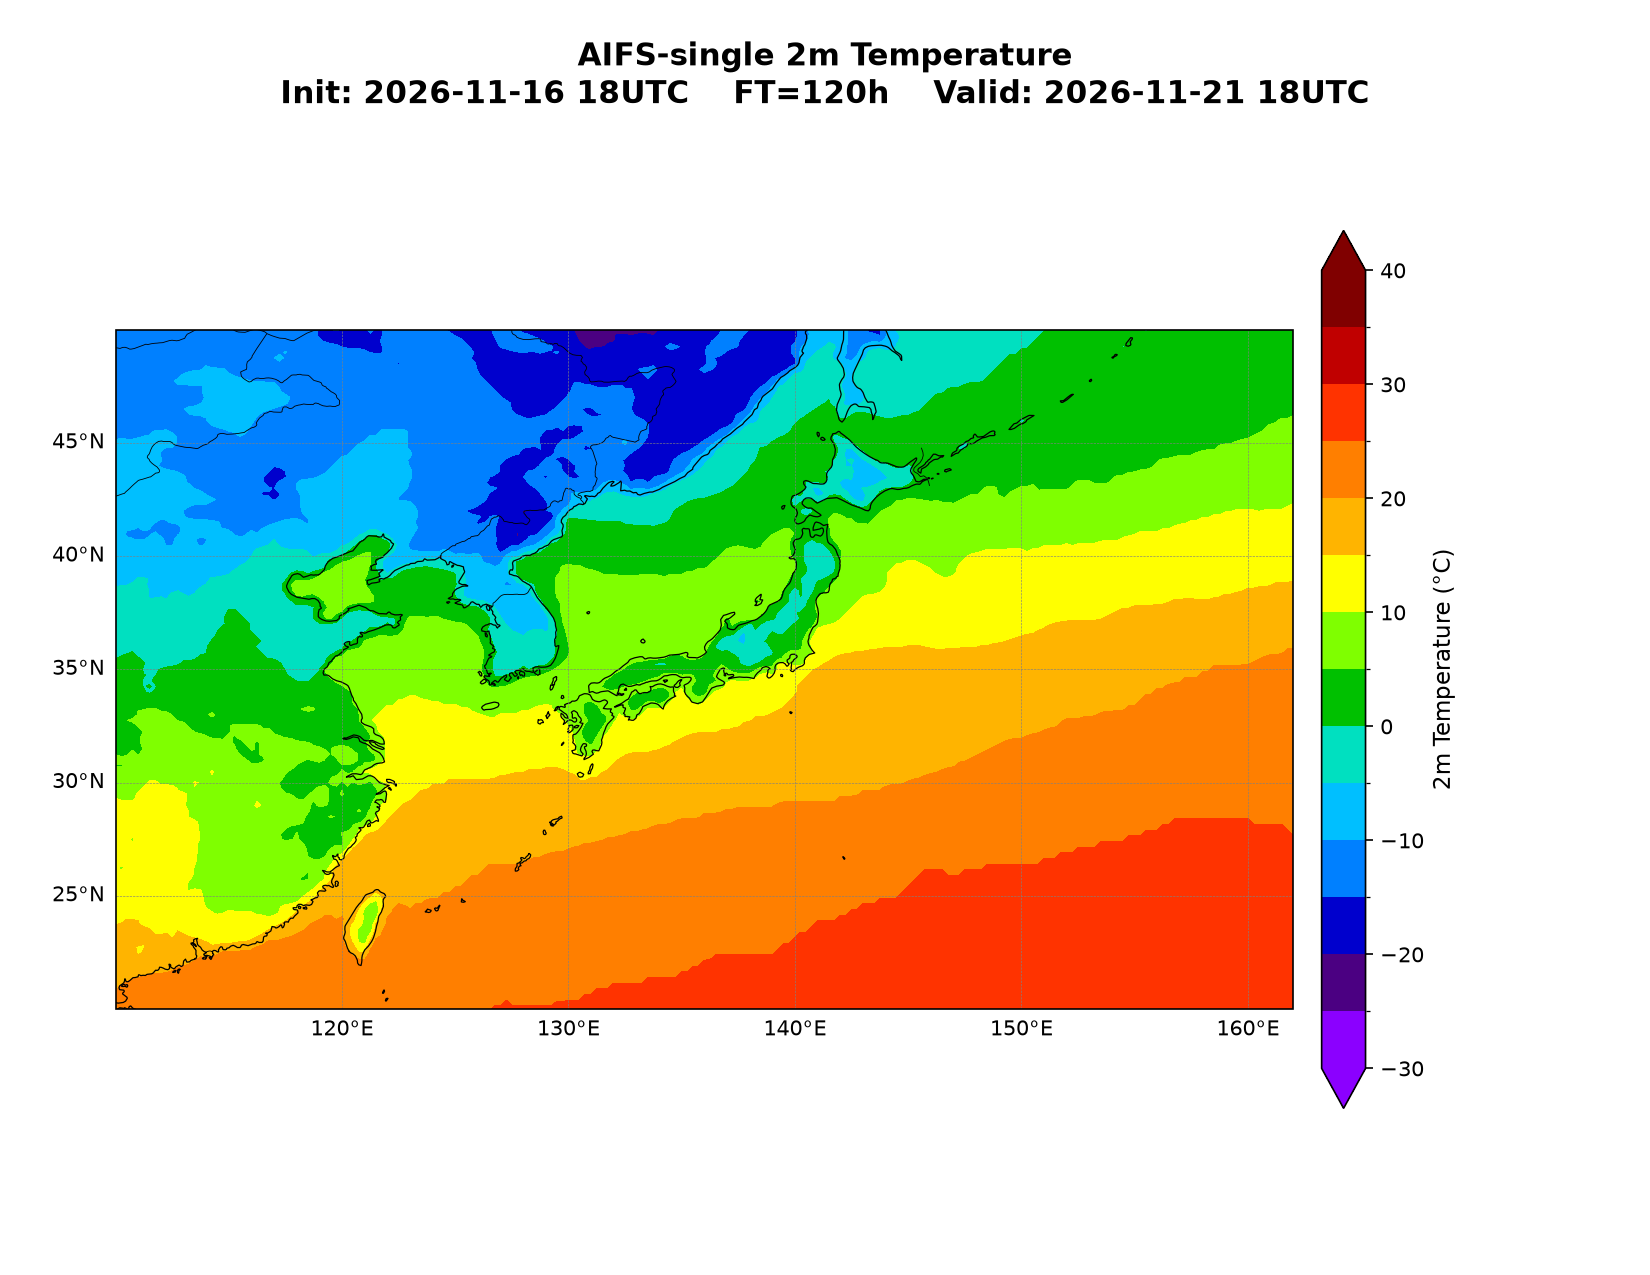 AIFS-single 2m Temperature
Init: 2026-11-16 18UTC    FT=120h    Valid: 2026-11-21 18UTC
45°N
40°N
35°N
30°N
25°N
120°E
130°E
140°E
150°E
160°E
40
30
20
10
0
−10
−20
−30
2m Temperature (°C)